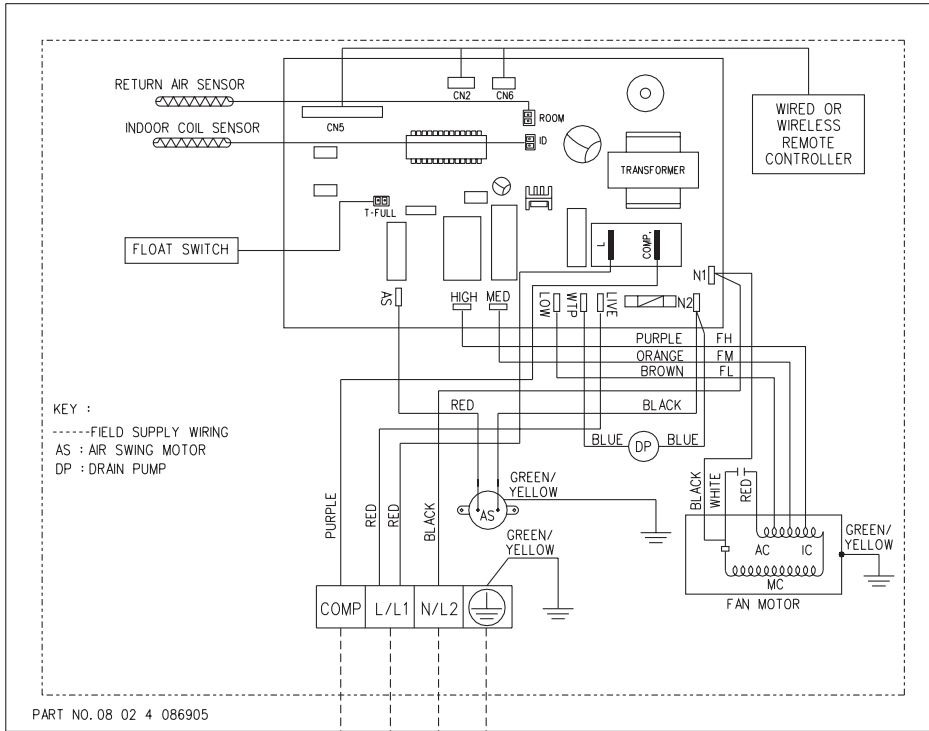 RETURN AIR SENSOR
INDOOR COIL SENSOR
CN5
CN2
CN6
ROOM
ID
WIRED OR
WIRELESS
REMOTE
CONTROLLER
TRANSFORMER
T-FULL
FLOAT SWITCH
L
COMP.
AS
HIGH
MED
LOW
WTP
LIVE
N2
N1
PURPLE FH
ORANGE FM
BROWN FL
RED
BLACK
BLUE
DP
BLUE
KEY :
------FIELD SUPPLY WIRING
AS : AIR SWING MOTOR
DP : DRAIN PUMP
PURPLE
RED
RED
BLACK
GREEN/
YELLOW
AS
GREEN/
YELLOW
BLACK
WHITE
RED
GREEN/
YELLOW
AC
IC
MC
FAN MOTOR
COMP
L/L1
N/L2
PART NO. 08 02 4 086905